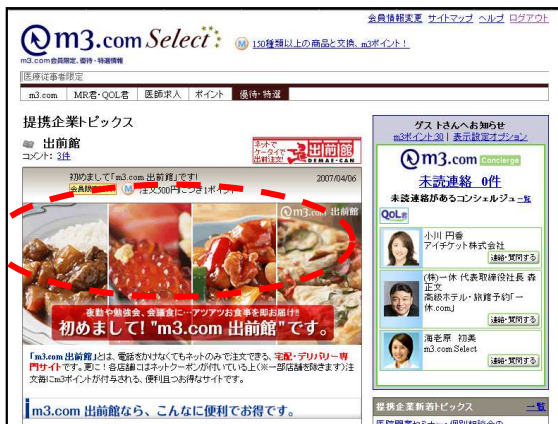 会員情報変更 サイトマップ ヘルプ ログアウト
m3.com Select
m3.com会員限定、優待・特選情報
M 150種類以上の商品と交換、m3ポイント!
医療従事者限定
m3.com MR君・QOL君 医師求人 ポイント 優待・特選
提携企業トピックス
出前館
コメント: 3件
ネットで
ケータイで
出前注文!
出前館
DEMAE-CAN
初めまして「m3.com 出前館」です!
2007/04/06
会員限定
M 注文300円につき1ポイント
m3.com 出前館
夜勤や勉強会、会議食に…アツアツお食事を即お届け!!
初めまして!"m3.com 出前館"です。
「m3.com 出前館」とは、電話をかけなくてもネットのみで注文できる、宅配・デリバリー専
門サイトです。更に!各店舗にはネットクーポンが付いている上(※一部店舗を除きます)注
文毎にm3ポイントが付与される、便利且つお得なサイトです。
m3.com 出前館なら、こんなに便利でお得です。
ゲストさんへお知らせ
m3ポイント:30 | 表示設定オプション
m3.com Concierge
未読連絡 0件
未読連絡があるコンシェルジュ一覧
QOL君
小川 円香
アイチケット株式会社
連絡・質問する
(株)一休 代表取締役社長 森
正文
高級ホテル・旅館予約「一
休.com」
連絡・質問する
海老原 初美
m3.com Select
連絡・質問する
提携企業新着トピックス 一覧